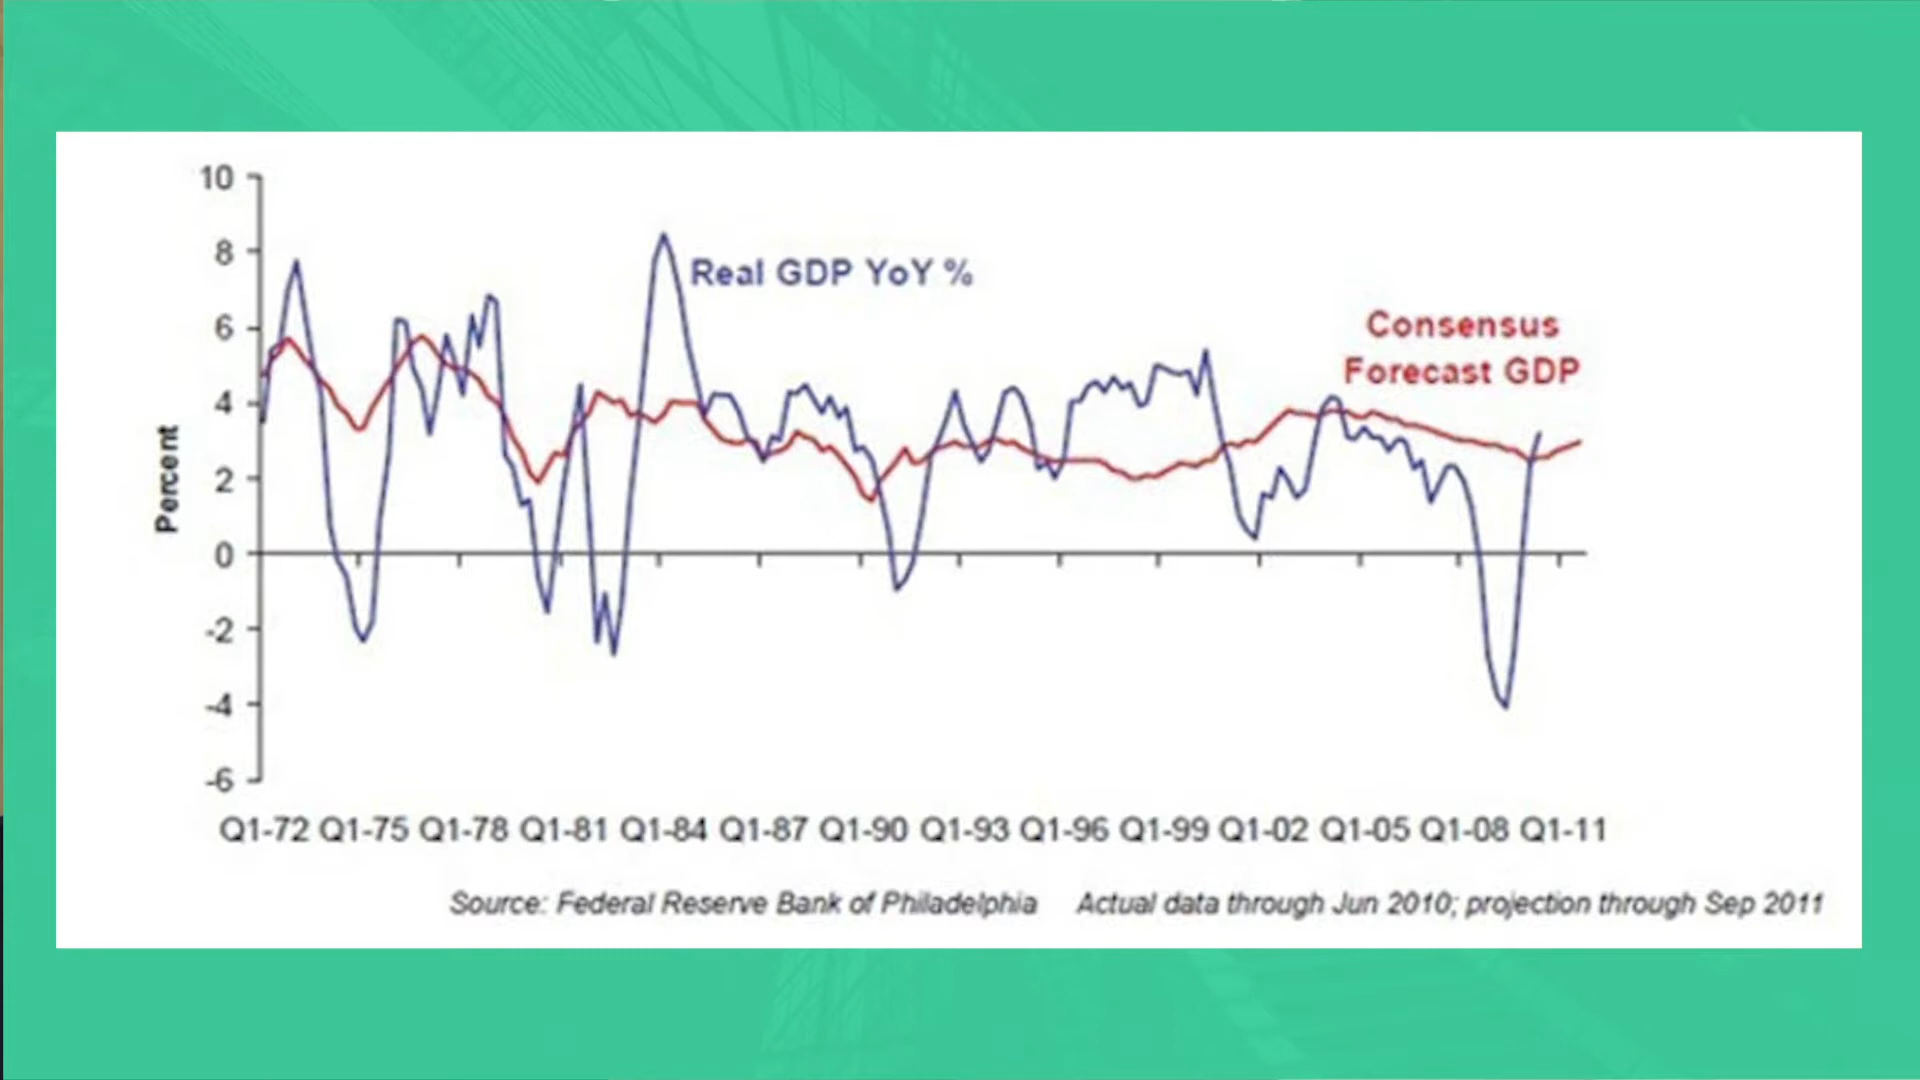 10
8
Real GDP YoY %
6
Consensus
Forecast GDP
4
Percent
2
0
-2
-4
-6
Q1-72 Q1-75 Q1-78 Q1-81 Q1-84 Q1-87 Q1-90 Q1-93 Q1-96 Q1-99 Q1-02 Q1-05 Q1-08 Q1-11
Source: Federal Reserve Bank of Philadelphia Actual data through Jun 2010; projection through Sep 2011